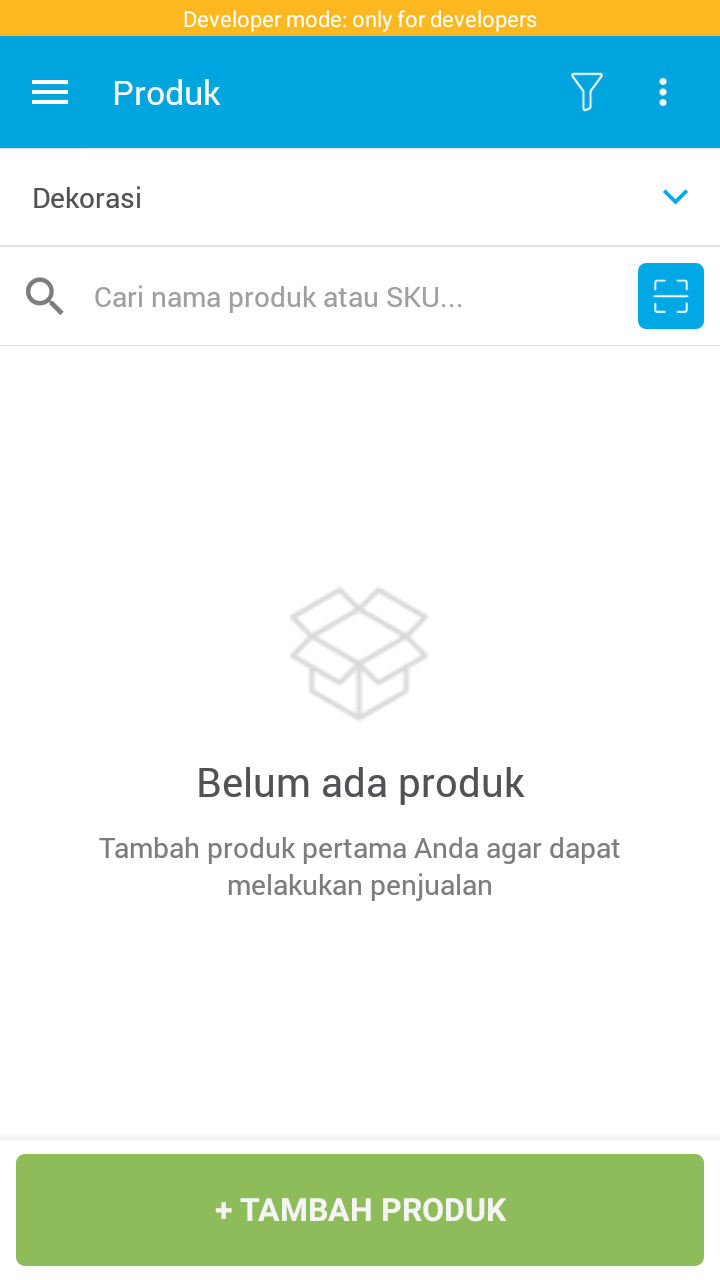 Developer mode: only for developers
Produk
Dekorasi
Cari nama produk atau SKU...
Belum ada produk
Tambah produk pertama Anda agar dapat
melakukan penjualan
+ TAMBAH PRODUK